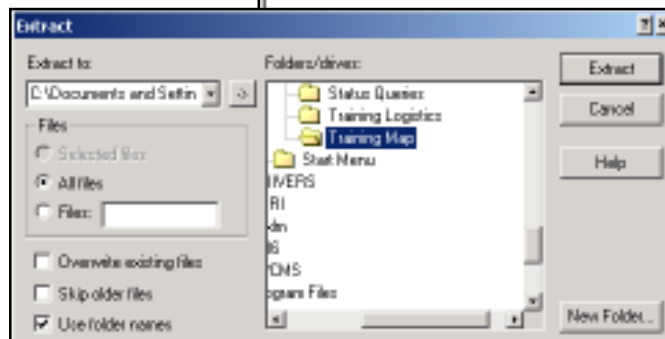 Extract
Extract to:
C:\Documents and Settin
Files
Selected files
All files
Files:
Overwrite existing files
Skip older files
Use folder names
Folders/drives:
Status Queries
Training Logistics
Training Map
Start Menu
IVERS
RI
dm
CMS
ogram Files
Extract
Cancel
Help
New Folder...